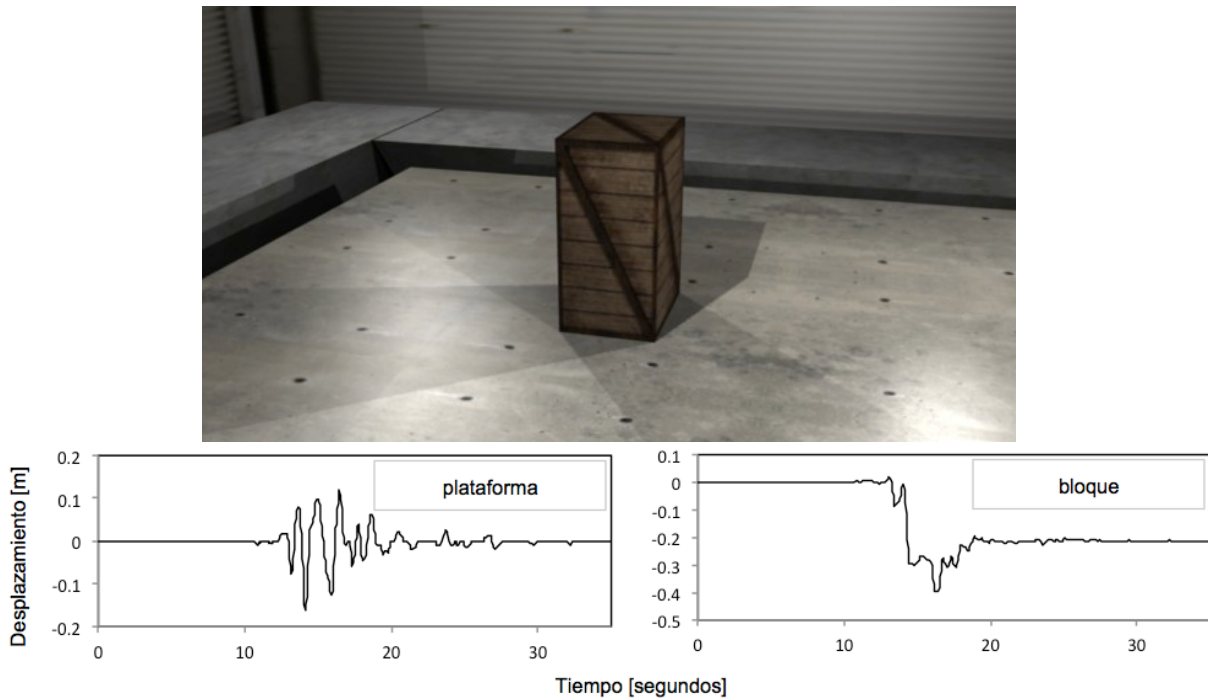 Desplazamiento [m]
0.2
0.1
0
-0.1
-0.2
plataforma
0 10 20 30
0.1
0
-0.1
-0.2
-0.3
-0.4
-0.5
bloque
0 10 20 30
Tiempo [segundos]